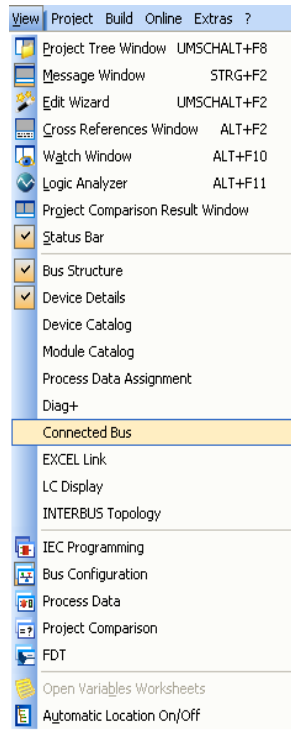 View Project Build Online Extras ?
Project Tree Window UMSCHALT+F8
Message Window STRG+F2
Edit Wizard UMSCHALT+F2
Cross References Window ALT+F2
Watch Window ALT+F10
Logic Analyzer ALT+F11
Project Comparison Result Window
Status Bar
Bus Structure
Device Details
Device Catalog
Module Catalog
Process Data Assignment
Diag+
Connected Bus
EXCEL Link
LC Display
INTERBUS Topology
IEC Programming
Bus Configuration
Process Data
Project Comparison
FDT
Open Variables Worksheets
Automatic Location On/Off